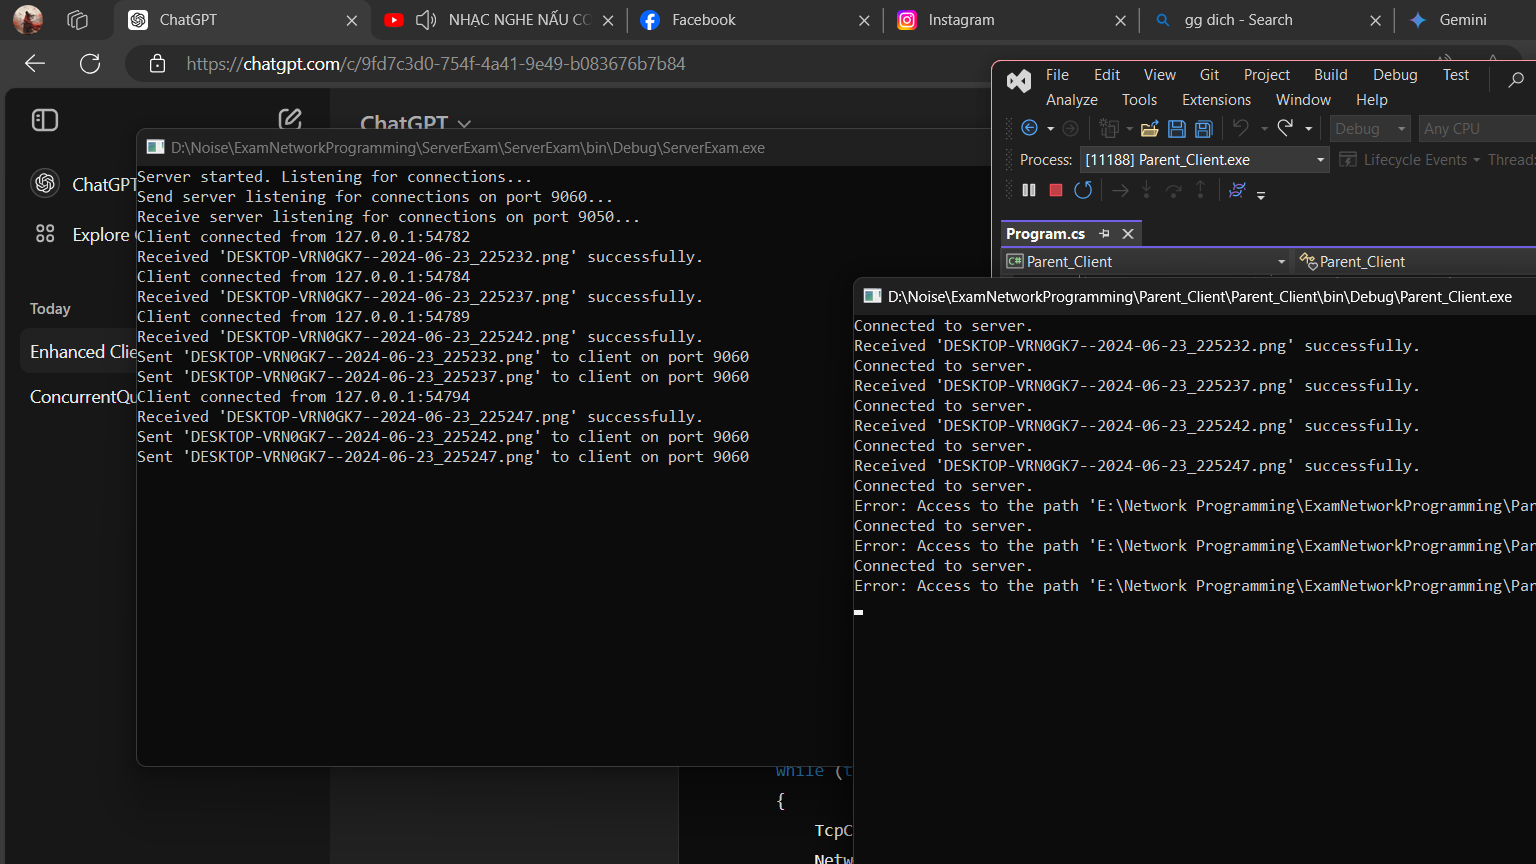 ChatGPT
NHẠC NGHE NẤU CƠ
Facebook
Instagram
gg dich - Search
Gemini
https://chatgpt.com/c/9fd7c3d0-754f-4a41-9e49-b083676b7b84
ChatGPT
ChatGPT
Explore
Today
Enhanced Clie
ConcurrentQu
D:\Noise\ExamNetworkProgramming\ServerExam\ServerExam\bin\Debug\ServerExam.exe
Server started. Listening for connections...
Send server listening for connections on port 9060...
Receive server listening for connections on port 9050...
Client connected from 127.0.0.1:54782
Received 'DESKTOP-VRN0GK7--2024-06-23_225232.png' successfully.
Client connected from 127.0.0.1:54784
Received 'DESKTOP-VRN0GK7--2024-06-23_225237.png' successfully.
Client connected from 127.0.0.1:54789
Received 'DESKTOP-VRN0GK7--2024-06-23_225242.png' successfully.
Sent 'DESKTOP-VRN0GK7--2024-06-23_225232.png' to client on port 9060
Sent 'DESKTOP-VRN0GK7--2024-06-23_225237.png' to client on port 9060
Client connected from 127.0.0.1:54794
Received 'DESKTOP-VRN0GK7--2024-06-23_225247.png' successfully.
Sent 'DESKTOP-VRN0GK7--2024-06-23_225242.png' to client on port 9060
Sent 'DESKTOP-VRN0GK7--2024-06-23_225247.png' to client on port 9060
while (t
{
TcpC
Netw
File Edit View Git Project Build Debug Test
Analyze Tools Extensions Window Help
Debug Any CPU
Process: [11188] Parent_Client.exe Lifecycle Events Thread:
Program.cs
C# Parent_Client Parent_Client
D:\Noise\ExamNetworkProgramming\Parent_Client\Parent_Client\bin\Debug\Parent_Client.exe
Connected to server.
Received 'DESKTOP-VRN0GK7--2024-06-23_225232.png' successfully.
Connected to server.
Received 'DESKTOP-VRN0GK7--2024-06-23_225237.png' successfully.
Connected to server.
Received 'DESKTOP-VRN0GK7--2024-06-23_225242.png' successfully.
Connected to server.
Received 'DESKTOP-VRN0GK7--2024-06-23_225247.png' successfully.
Connected to server.
Error: Access to the path 'E:\Network Programming\ExamNetworkProgramming\Par
Connected to server.
Error: Access to the path 'E:\Network Programming\ExamNetworkProgramming\Par
Connected to server.
Error: Access to the path 'E:\Network Programming\ExamNetworkProgramming\Par